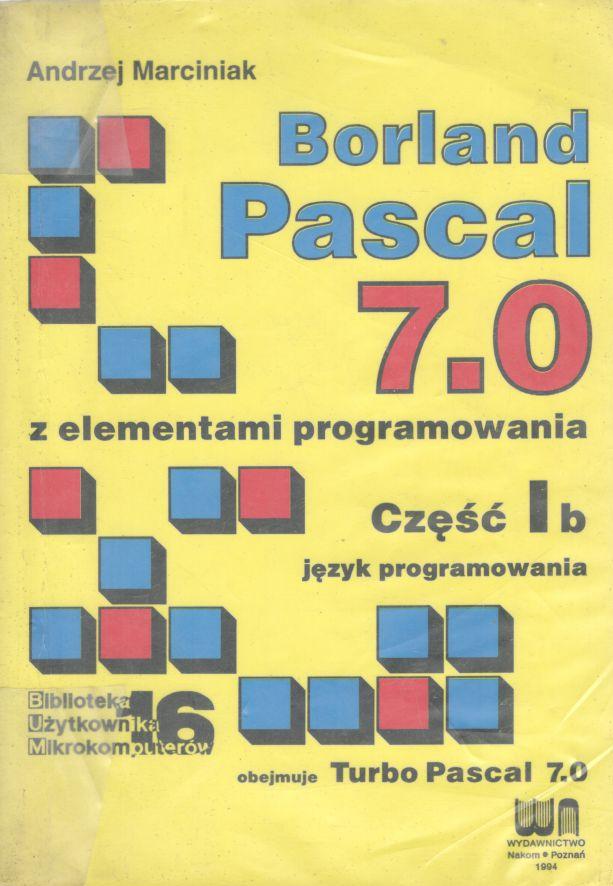 Andrzej Marciniak
Borland
Pascal
7.0
z elementami programowania
Część I b
język programowania
Biblioteka
Użytkownika
Mikrokomputerów
16
obejmuje Turbo Pascal 7.0
WN
WYDAWNICTWO
Nakom • Poznań
1994